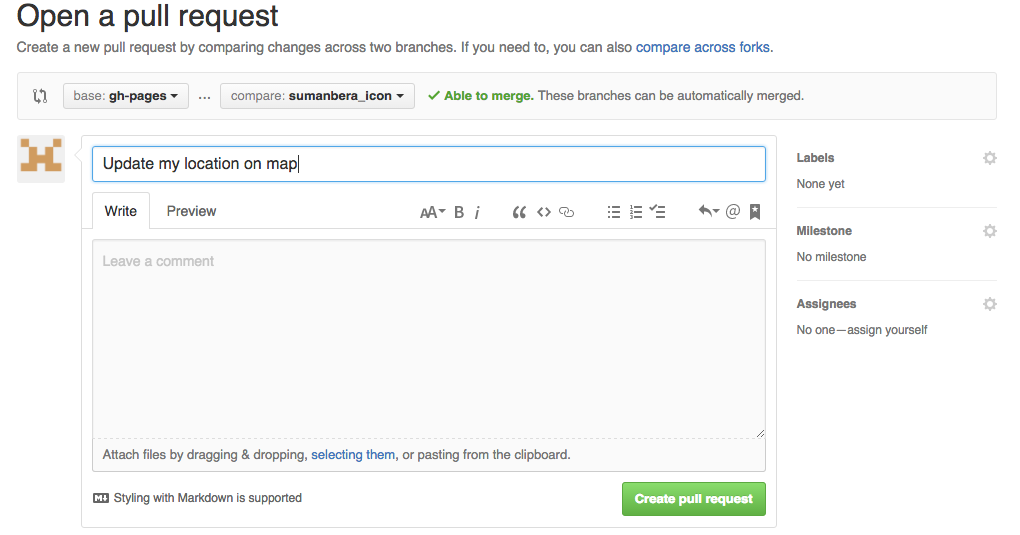 Open a pull request
Create a new pull request by comparing changes across two branches. If you need to, you can also compare across forks.
base: gh-pages ... compare: sumanbera_icon Able to merge. These branches can be automatically merged.
Update my location on map
Labels
None yet
Write Preview AA B i
Milestone
No milestone
Leave a comment
Assignees
No one—assign yourself
Attach files by dragging & dropping, selecting them, or pasting from the clipboard.
Styling with Markdown is supported
Create pull request